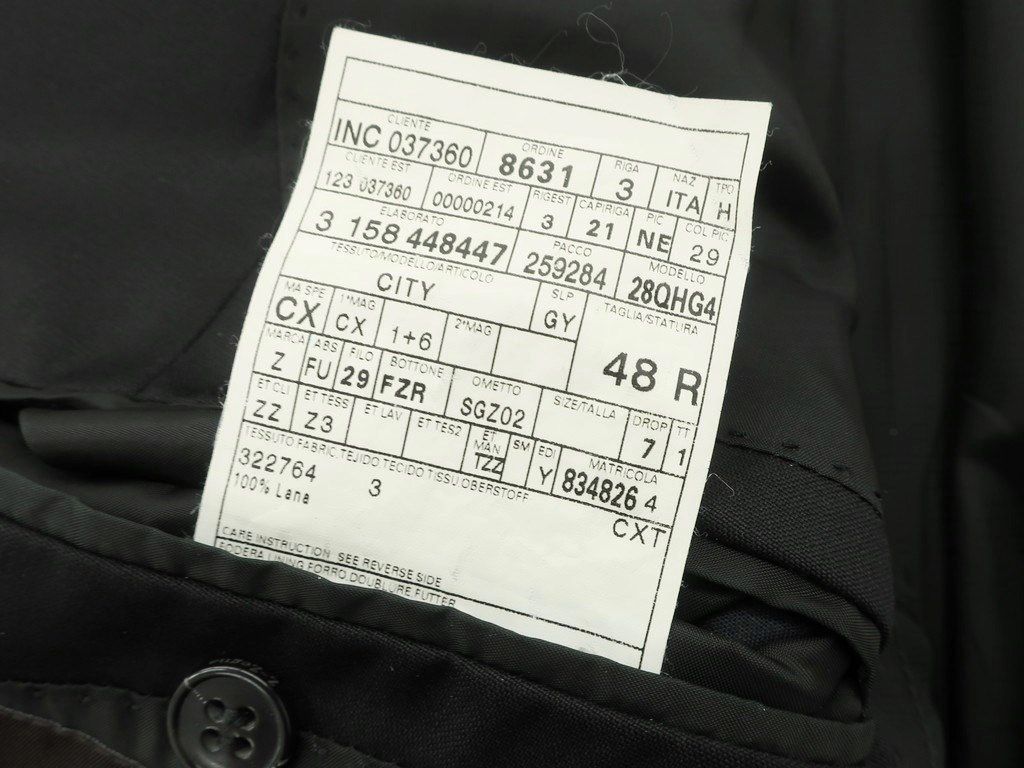 CLIENTE ORDINE RIGA NAZ TPO
INC 037360 8631 3 ITA H
CLIENTE EST ORDINE EST RIGEST CAPIRIGA PIC COL PIC
123 037360 00000214 3 21 NE 29
ELABORATO PACCO MODELLO
3 158 448447 259284 28QHG4
TESSUTO/MODELLO/ARTICOLO SLP TAGLIA/STATURA
CITY GY 48 R
MA SPE 1°MAG 2°MAG
CX CX 1+6
MARCA ABS FILO BOTTONE OMETTO SIZE/TALLA DROP TT
Z FU 29 FZR SGZ02 7 1
ET CLI ET TESS ET LAV ET TES2 ET MAN SM EDI MATRICOLA
ZZ Z3 TZZ Y 834826 4
TESSUTO FABRIC.TEJIDO.TECIDO TISSU OBERSTOFF
322764 3 CXT
100% Lana
CARE INSTRUCTION SEE REVERSE SIDE
FODERA LINING FORRO DOUBLURE FUTTER